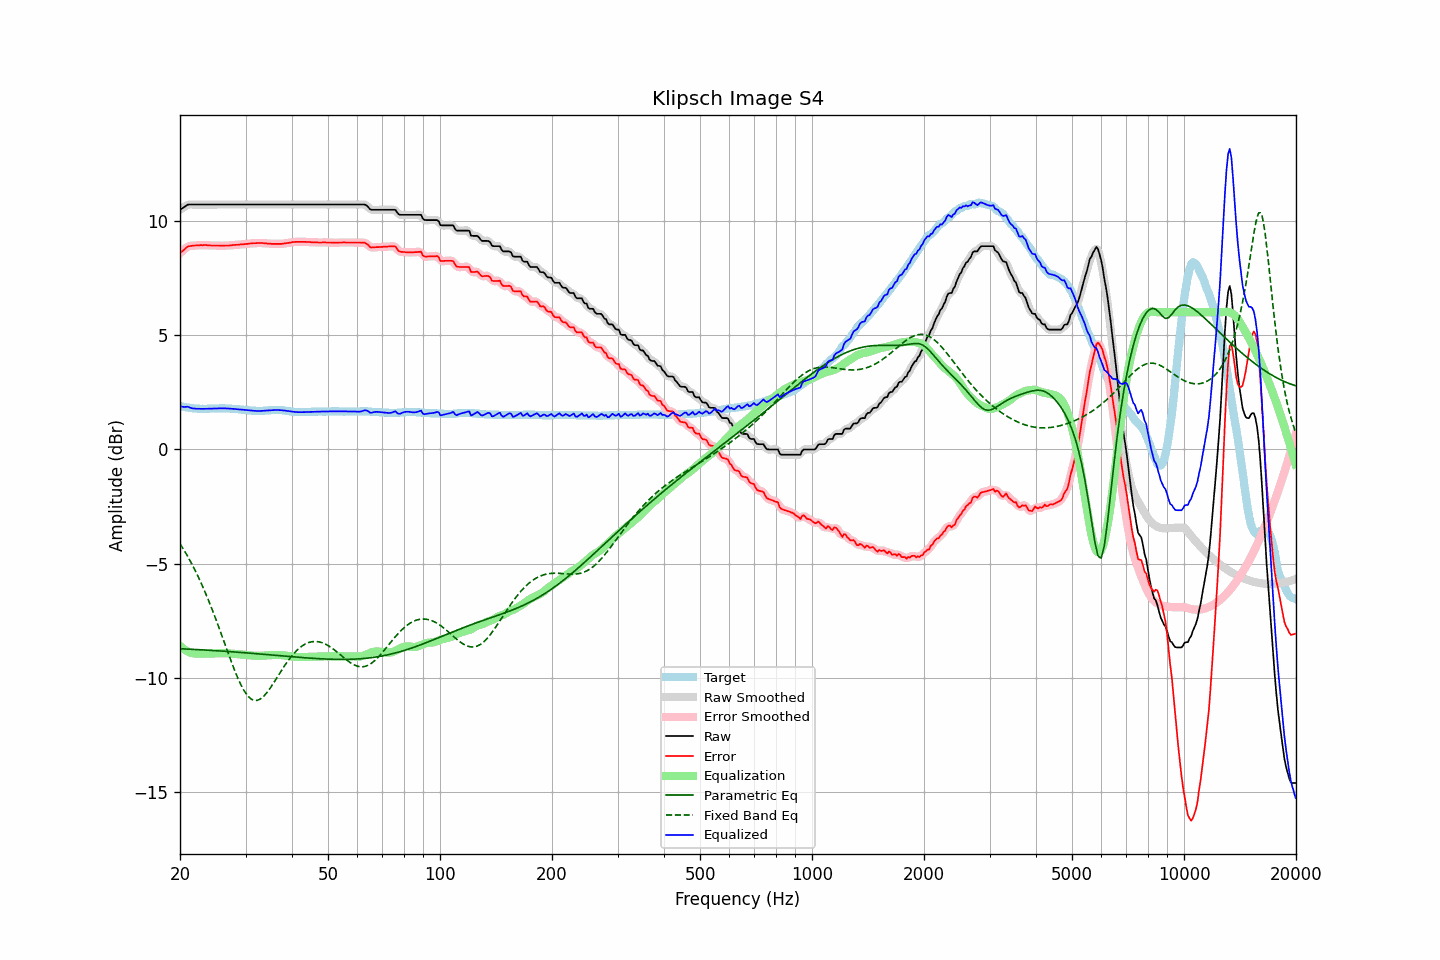 Klipsch Image S4
Amplitude (dBr)
10
5
0
−5
−10
−15
Target
Raw Smoothed
Error Smoothed
Raw
Error
Equalization
Parametric Eq
Fixed Band Eq
Equalized
20 50 100 200 500 1000 2000 5000 10000 20000
Frequency (Hz)